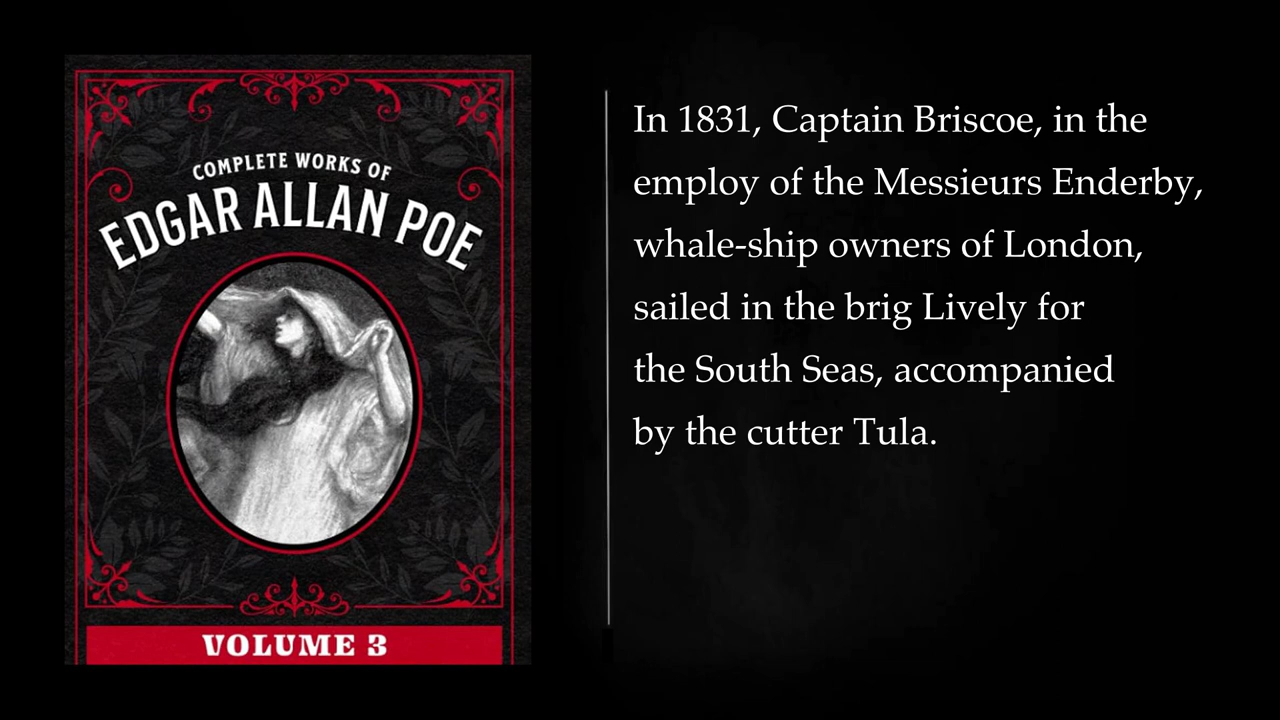 COMPLETE WORKS OF
EDGAR ALLAN POE
VOLUME 3
In 1831, Captain Briscoe, in the
employ of the Messieurs Enderby,
whale-ship owners of London,
sailed in the brig Lively for
the South Seas, accompanied
by the cutter Tula.